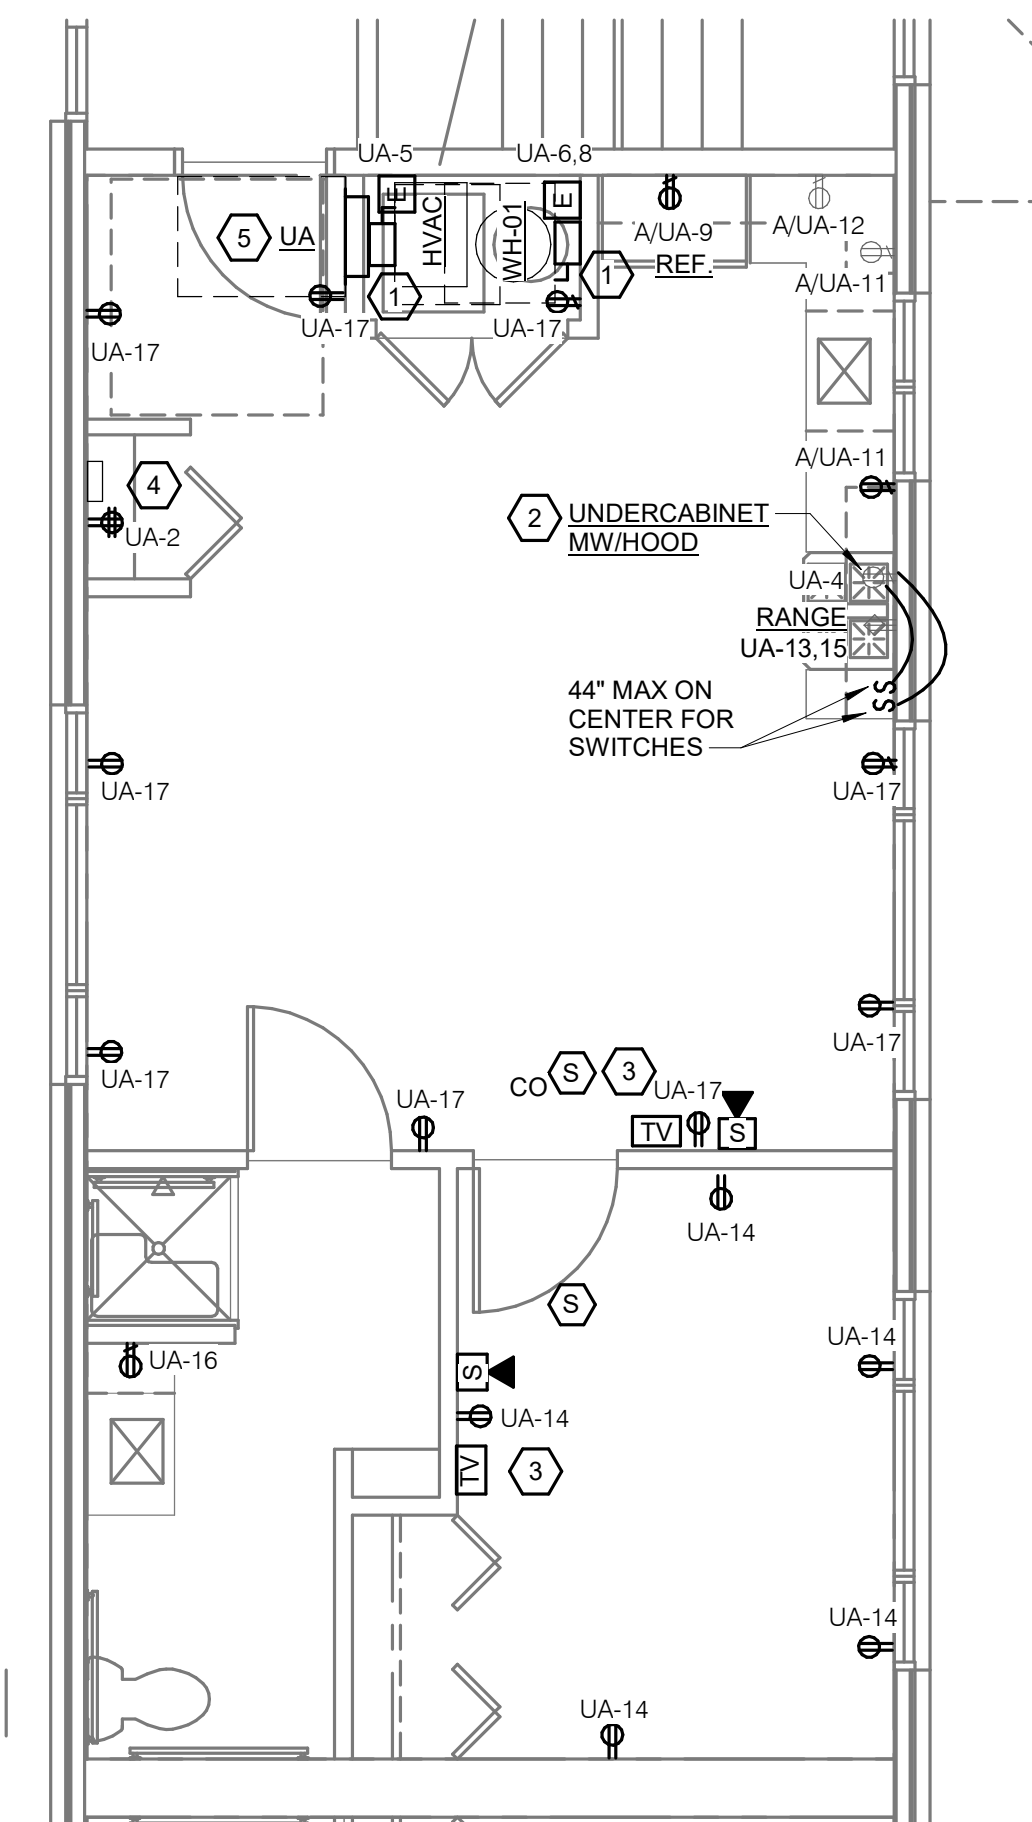 UA-5
UA-6,8
E
E
HVAC
WH-01
A/UA-9
REF.
A/UA-12
A/UA-11
5
UA
1
1
UA-17
UA-17
UA-17
4
UA-2
A/UA-11
2
UNDERCABINET
MW/HOOD
UA-4
RANGE
UA-13,15
44" MAX ON
CENTER FOR
SWITCHES
S
S
UA-17
UA-17
UA-17
UA-17
CO
S
3
UA-17
UA-17
TV
S
UA-14
S
UA-14
UA-16
S
UA-14
TV
3
UA-14
UA-14